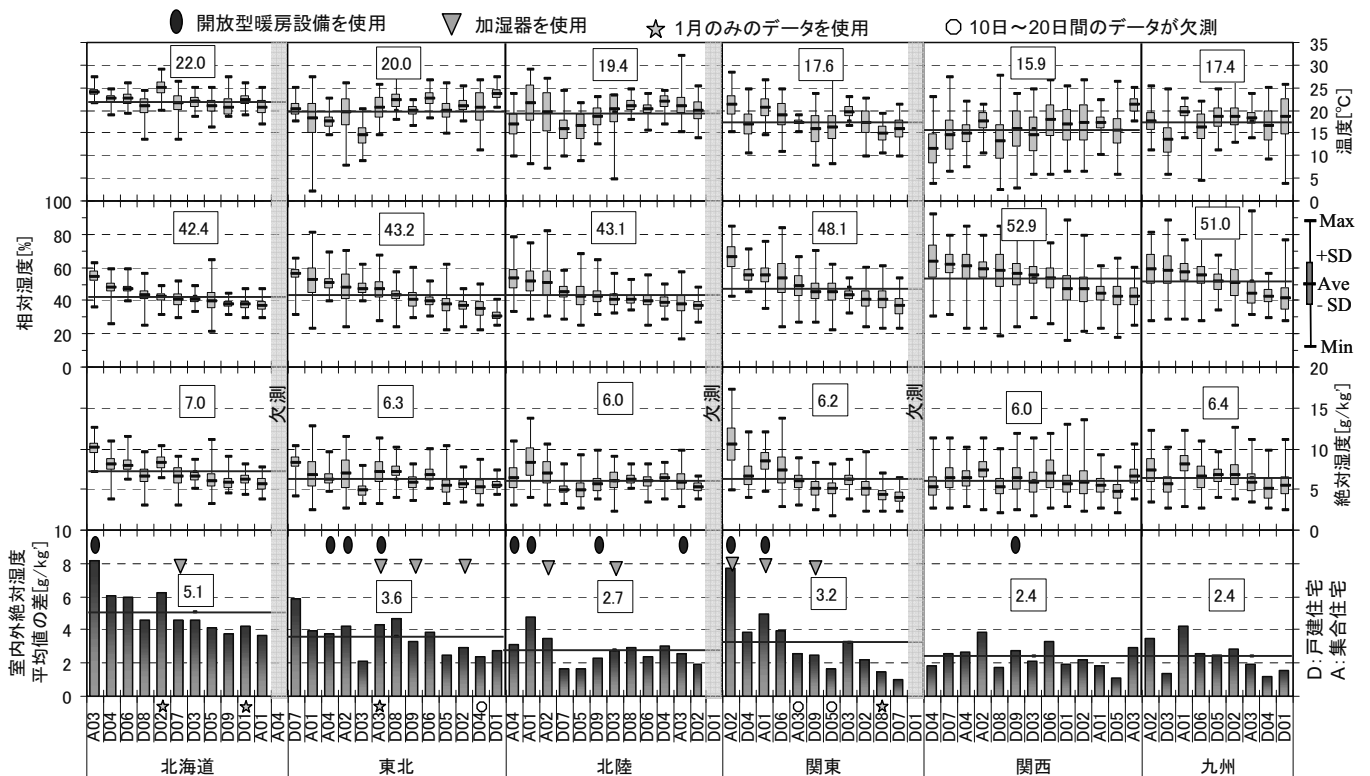 開放型暖房設備を使用 加湿器を使用 1月のみのデータを使用 10日～20日間のデータが欠測
22.0 20.0 19.4 17.6 15.9 17.4
35
30
25
20
15
10
5
0
温度[℃]
100
80
60
40
20
0
相対湿度[%]
42.4 43.2 43.1 48.1 52.9 51.0
Max
+SD
Ave
-SD
Min
欠測 欠測 欠測
20
15
10
5
0
絶対湿度[g/kg']
7.0 6.3 6.0 6.2 6.0 6.4
10
8
6
4
2
0
室内外絶対湿度
平均値の差[g/kg']
5.1 3.6 2.7 3.2 2.4 2.4
D:戸建住宅
A:集合住宅
A03 D04 D06 D08 D02 D07 D03 D05 D09 D01 A01 A04
D07 A01 A04 A02 D03 A03 D08 D09 D06 D05 D02 D04 D01
A04 A01 A02 D07 D05 D09 D03 D08 D06 D04 A03 D02 D01
A02 D04 A01 D06 A03 D09 D05 D03 D02 D08 D07 D01
D04 D07 A04 A02 D08 D09 D03 D06 D01 D02 A01 D05 A03
A02 D03 A01 D06 D05 D02 A03 D04 D01
北海道 東北 北陸 関東 関西 九州